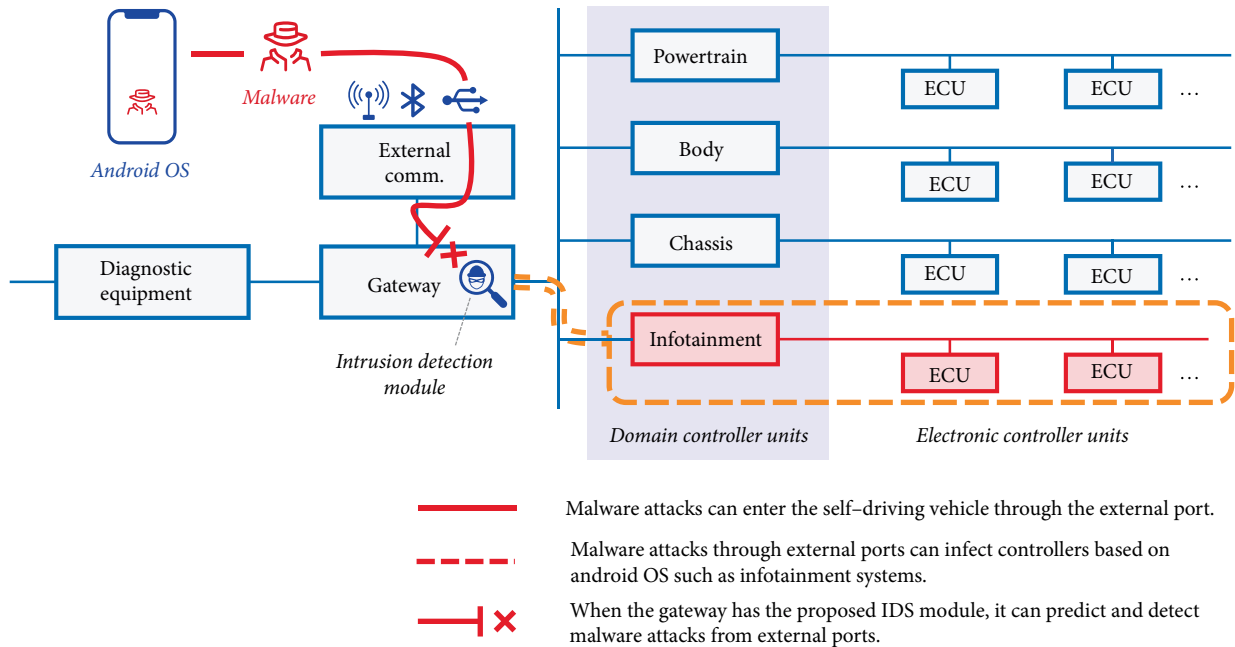 Malware
Android OS
External
comm.
Diagnostic
equipment
Gateway
Intrusion detection
module
Powertrain
ECU
ECU
...
Body
ECU
ECU
...
Chassis
ECU
ECU
...
Infotainment
ECU
ECU
...
Domain controller units
Electronic controller units
Malware attacks can enter the self–driving vehicle through the external port.
Malware attacks through external ports can infect controllers based on
android OS such as infotainment systems.
When the gateway has the proposed IDS module, it can predict and detect
malware attacks from external ports.